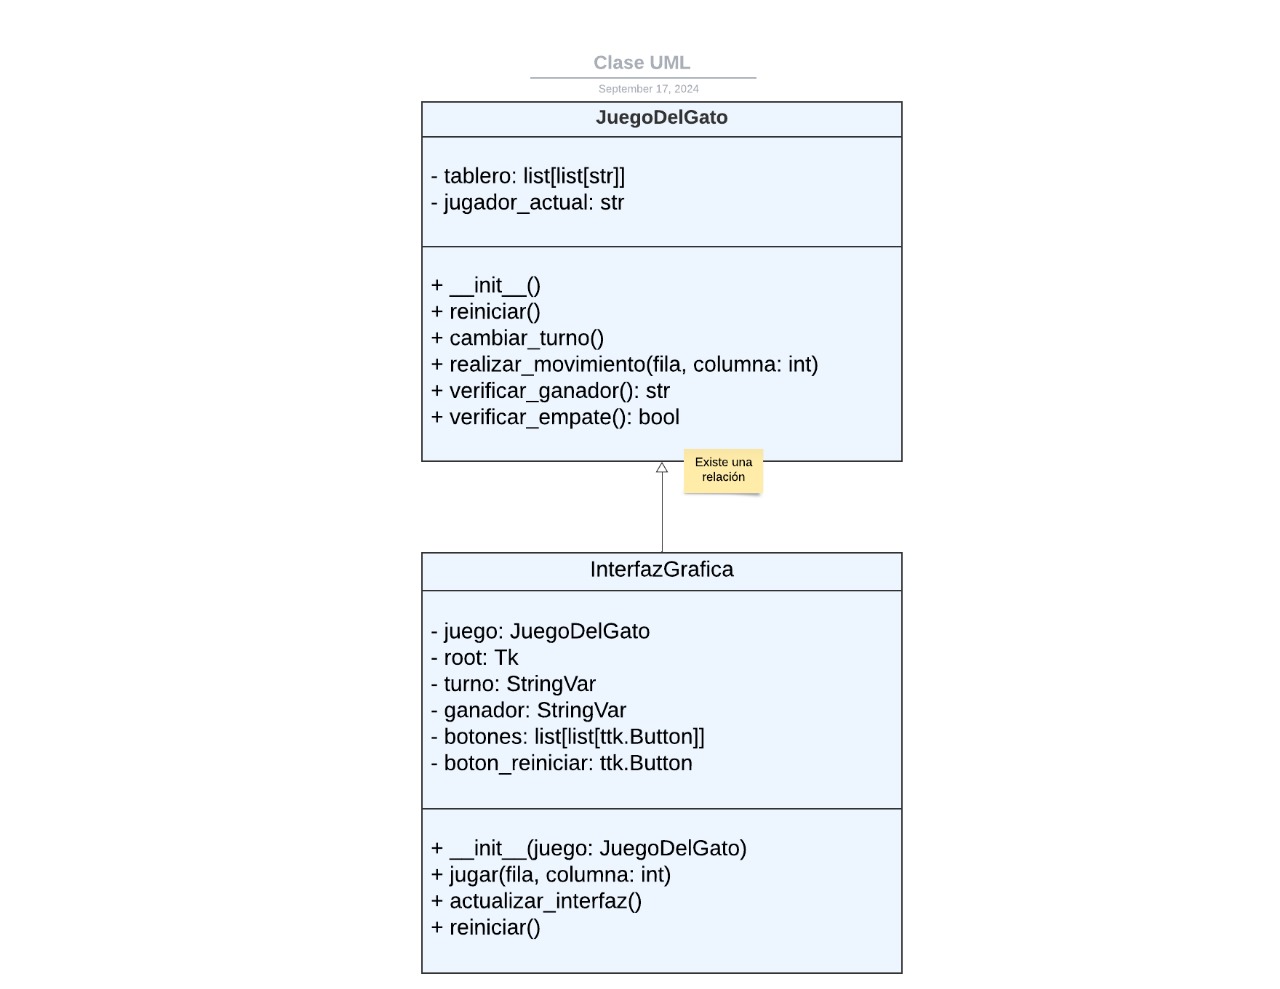 Clase UML
September 17, 2024
JuegoDelGato
- tablero: list[list[str]]
- jugador_actual: str
+ __init__()
+ reiniciar()
+ cambiar_turno()
+ realizar_movimiento(fila, columna: int)
+ verificar_ganador(): str
+ verificar_empate(): bool
Existe una
relación
InterfazGrafica
- juego: JuegoDelGato
- root: Tk
- turno: StringVar
- ganador: StringVar
- botones: list[list[ttk.Button]]
- boton_reiniciar: ttk.Button
+ __init__(juego: JuegoDelGato)
+ jugar(fila, columna: int)
+ actualizar_interfaz()
+ reiniciar()